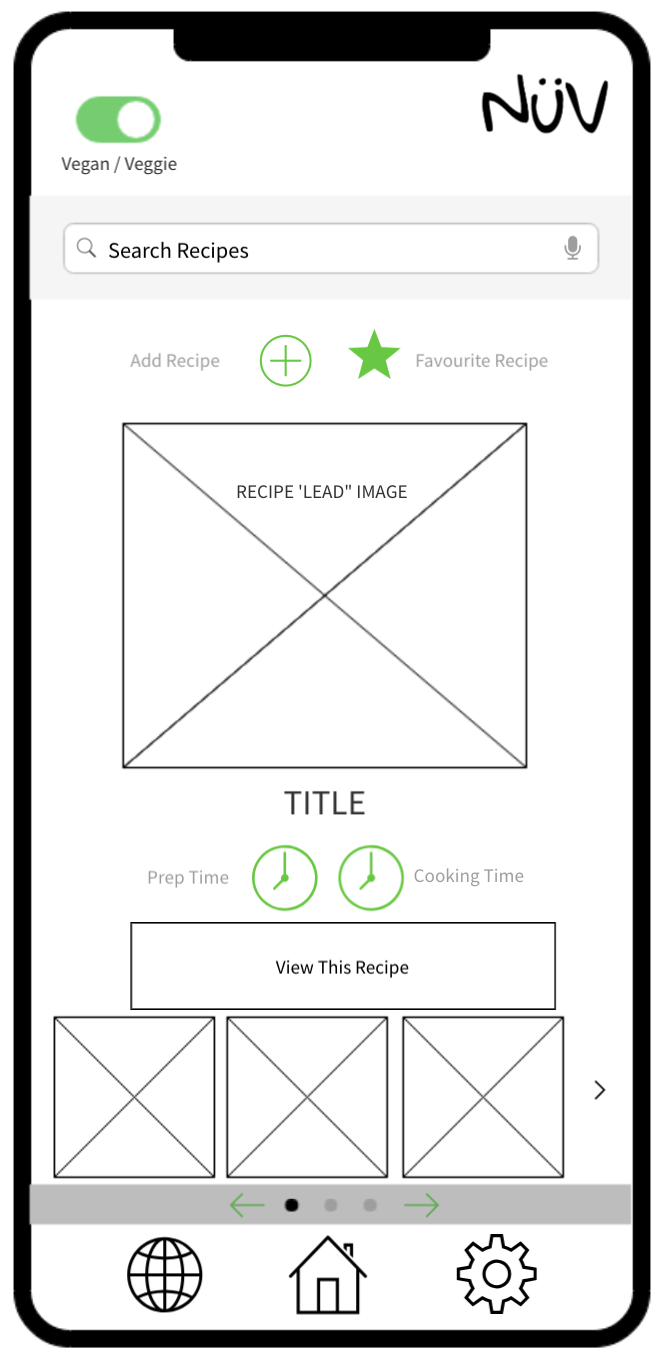 NüV
Vegan / Veggie
Search Recipes
Add Recipe
Favourite Recipe
RECIPE 'LEAD" IMAGE
TITLE
Prep Time
Cooking Time
View This Recipe